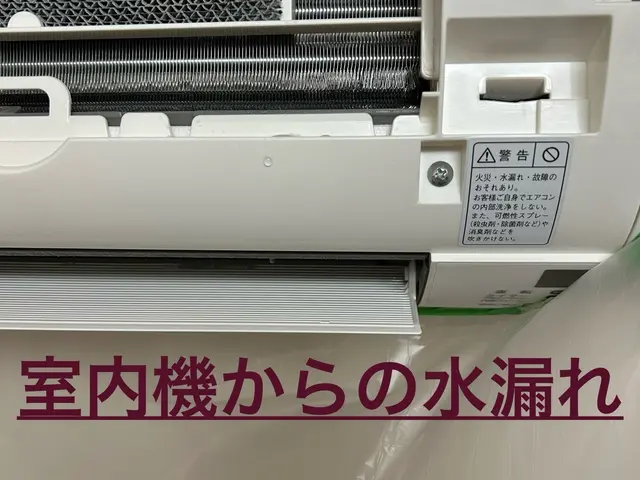 警告
火災・水漏れ・故障の
おそれあり。
お客様ご自身でエアコン
の内部洗浄をしない。
また、可燃性スプレー
(殺虫剤・除菌剤など)や
消臭剤などを
吹きかけない。
室内機からの水漏れ